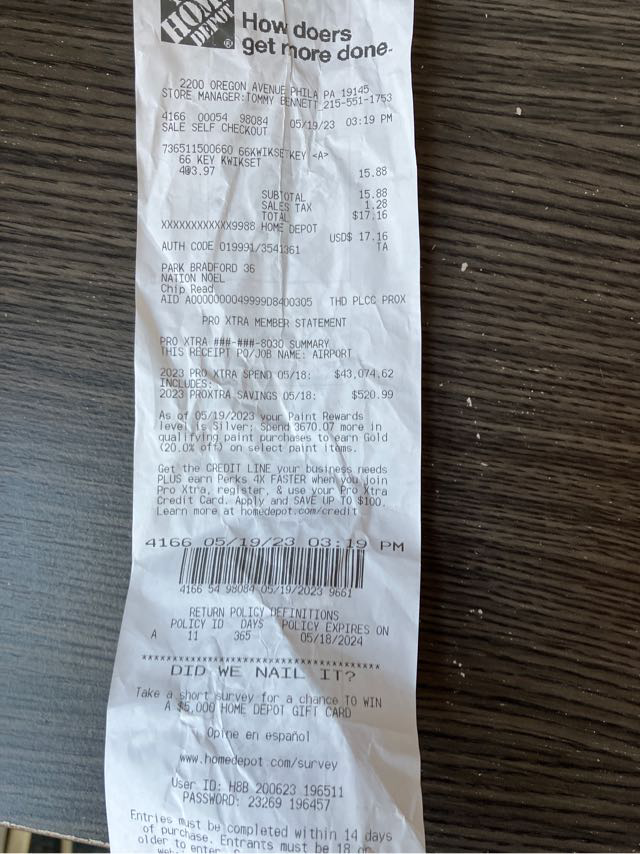 HOME
DEPOT
How doers
get more done.
2200 OREGON AVENUE PHILA PA 19145
STORE MANAGER:TOMMY BENNETT 215-551-1753
4166 00054 98084 05/19/23 03:19 PM
SALE SELF CHECKOUT
736511500660 66KWIKSETKEY <A>
66 KEY KWIKSET
4@3.97 15.88
SUBTOTAL 15.88
SALES TAX 1.28
TOTAL $17.16
XXXXXXXXXXXX9988 HOME DEPOT
USD$ 17.16
AUTH CODE 019991/3541361 TA
PARK BRADFORD 36
NATION NOEL
Chip Read
AID A0000000049999D8400305 THD PLCC PROX
PRO XTRA MEMBER STATEMENT
PRO XTRA ###-###-8030 SUMMARY
THIS RECEIPT PO/JOB NAME: AIRPORT
2023 PRO XTRA SPEND 05/18: $43,074.62
INCLUDES:
2023 PROXTRA SAVINGS 05/18: $520.99
As of 05/19/2023 your Paint Rewards
level is Silver; Spend 3670.07 more in
qualifying paint purchases to earn Gold
(20.0% off) on select paint items.
Get the CREDIT LINE your business needs
PLUS earn Perks 4X FASTER when you join
Pro Xtra, register, & use your Pro Xtra
Credit Card. Apply and SAVE UP TO $100.
Learn more at homedepot.com/credit
4166 05/19/23 03:19 PM
4166 54 98084 05/19/2023 9661
RETURN POLICY DEFINITIONS
POLICY ID DAYS POLICY EXPIRES ON
A 11 365 05/18/2024
****************************************
DID WE NAIL IT?
Take a short survey for a chance TO WIN
A $5,000 HOME DEPOT GIFT CARD
Opine en español
www.homedepot.com/survey
User ID: H8B 200623 196511
PASSWORD: 23269 196457
Entries must be completed within 14 days
of purchase. Entrants must be 18 or
older to enter.